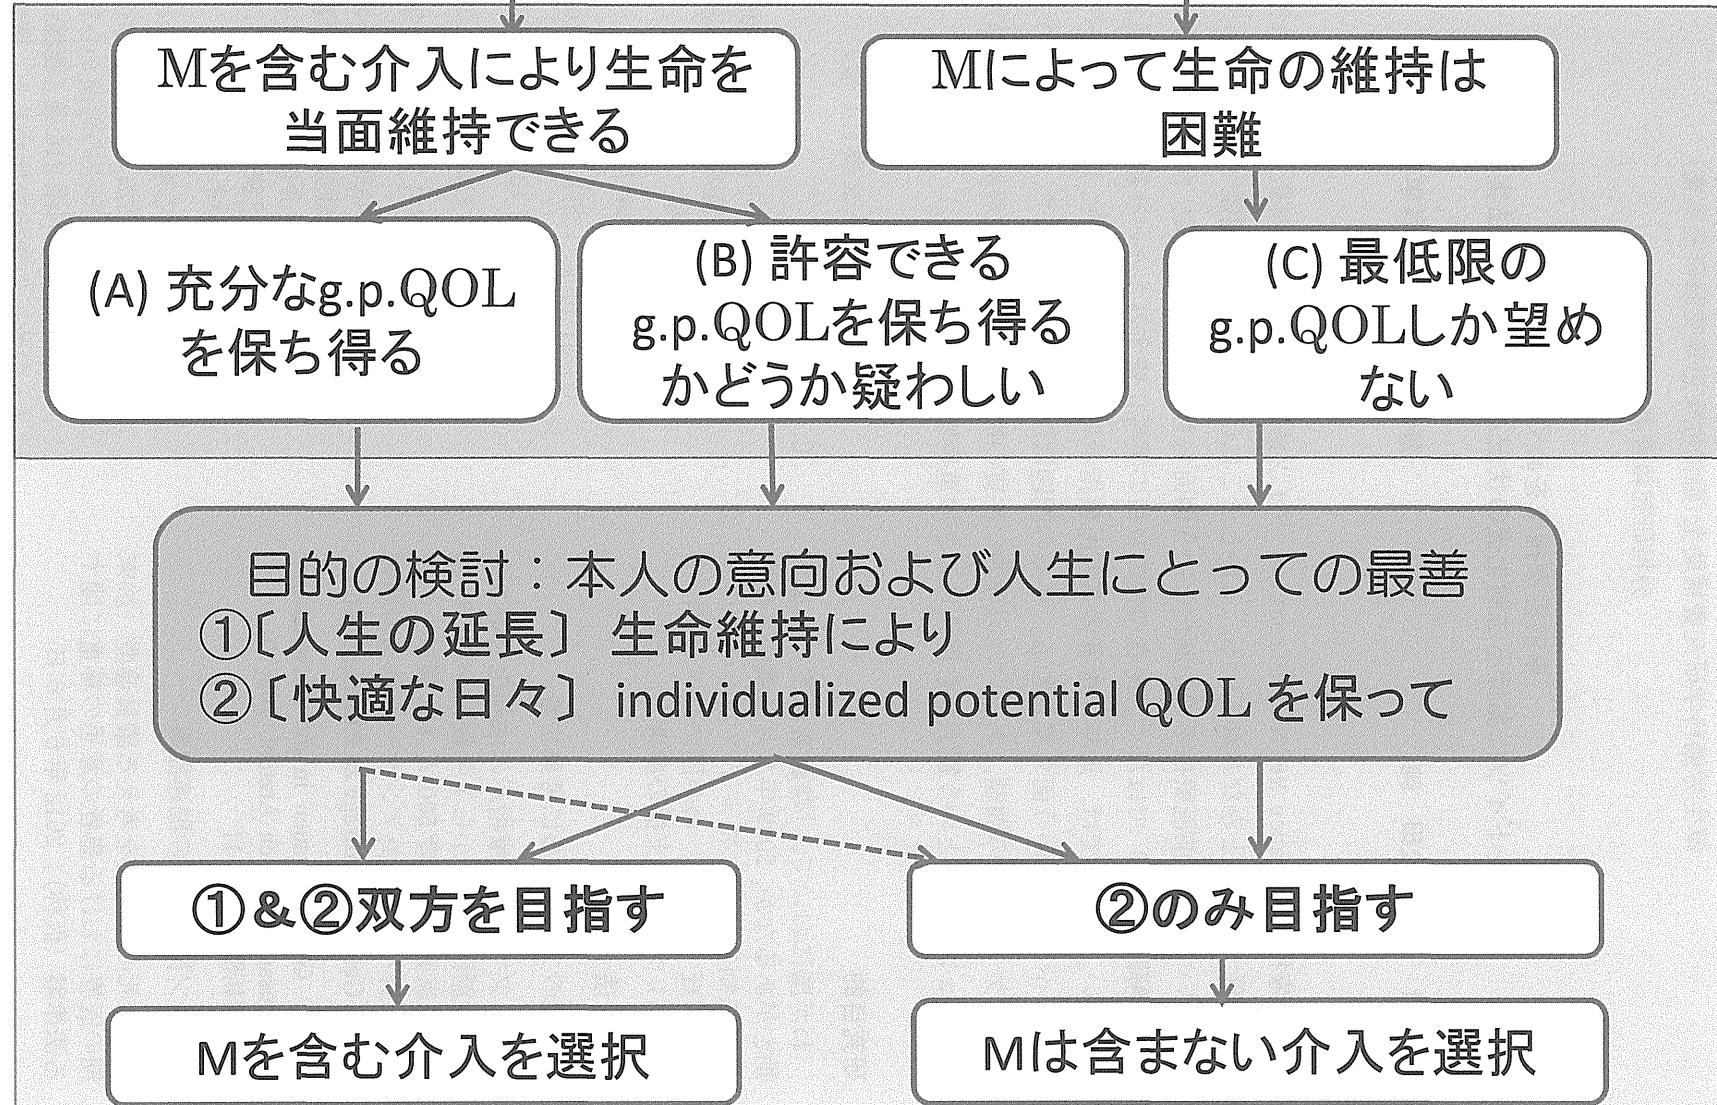 Mを含む介入により生命を
当面維持できる
Mによって生命の維持は
困難
(A) 充分なg.p.QOL
を保ち得る
(B) 許容できる
g.p.QOLを保ち得る
かどうか疑わしい
(C) 最低限の
g.p.QOLしか望め
ない
目的の検討：本人の意向および人生にとっての最善
①〔人生の延長〕 生命維持により
②〔快適な日々〕 individualized potential QOL を保って
①＆②双方を目指す
②のみ目指す
Mを含む介入を選択
Mは含まない介入を選択